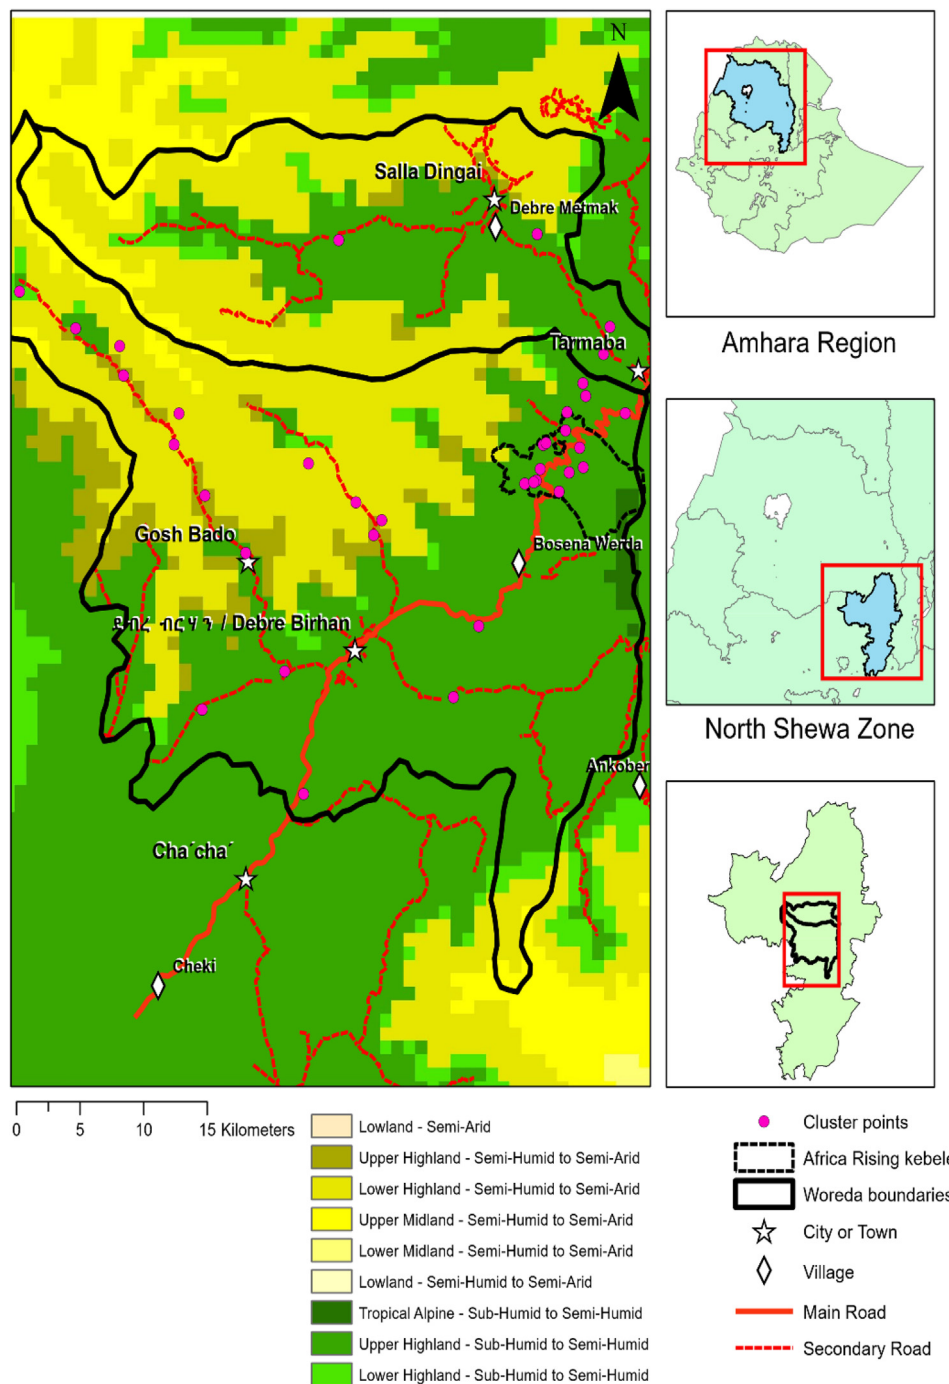 N
Salla Dingai
Debre Metmak
Tarmaba
Gosh Bado
Bosena Werda
ደብረ ብርሃን / Debre Birhan
Ankober
Cha´cha´
Cheki
Amhara Region
North Shewa Zone
0 5 10 15 Kilometers
Lowland - Semi-Arid
Upper Highland - Semi-Humid to Semi-Arid
Lower Highland - Semi-Humid to Semi-Arid
Upper Midland - Semi-Humid to Semi-Arid
Lower Midland - Semi-Humid to Semi-Arid
Lowland - Semi-Humid to Semi-Arid
Tropical Alpine - Sub-Humid to Semi-Humid
Upper Highland - Sub-Humid to Semi-Humid
Lower Highland - Sub-Humid to Semi-Humid
Cluster points
Africa Rising kebele
Woreda boundaries
City or Town
Village
Main Road
Secondary Road